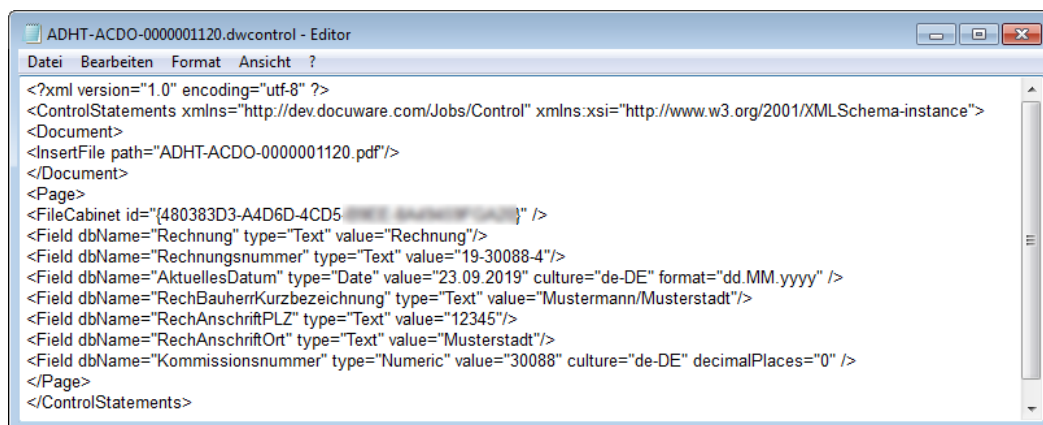 ADHT-ACDO-0000001120.dwcontrol - Editor
Datei Bearbeiten Format Ansicht ?
<?xml version="1.0" encoding="utf-8" ?>
<ControlStatements xmlns="http://dev.docuware.com/Jobs/Control" xmlns:xsi="http://www.w3.org/2001/XMLSchema-instance">
<Document>
<InsertFile path="ADHT-ACDO-0000001120.pdf"/>
</Document>
<Page>
<FileCabinet id="{480383D3-A4D6D-4CD5- }" />
<Field dbName="Rechnung" type="Text" value="Rechnung"/>
<Field dbName="Rechnungsnummer" type="Text" value="19-30088-4"/>
<Field dbName="AktuellesDatum" type="Date" value="23.09.2019" culture="de-DE" format="dd.MM.yyyy" />
<Field dbName="RechBauherrKurzbezeichnung" type="Text" value="Mustermann/Musterstadt"/>
<Field dbName="RechAnschriftPLZ" type="Text" value="12345"/>
<Field dbName="RechAnschriftOrt" type="Text" value="Musterstadt"/>
<Field dbName="Kommissionsnummer" type="Numeric" value="30088" culture="de-DE" decimalPlaces="0" />
</Page>
</ControlStatements>